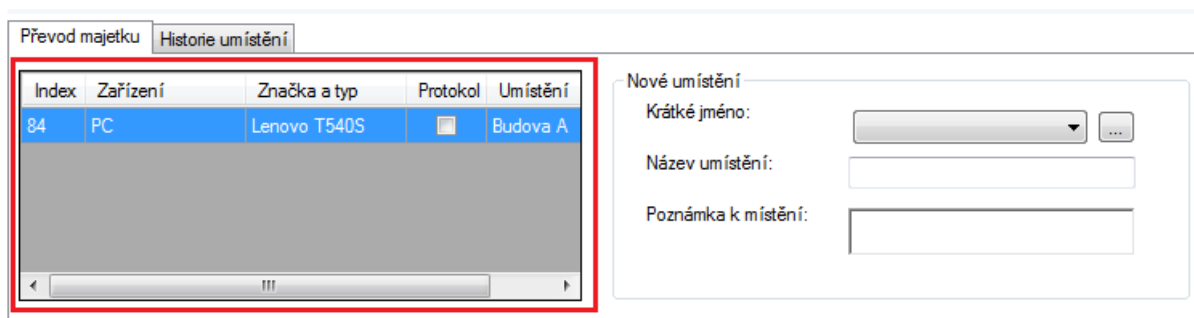 Převod majetku Historie umístění
Index Zařízení Značka a typ Protokol Umístění
84 PC Lenovo T540S Budova A
Nové umístění
Krátké jméno:
...
Název umístění:
Poznámka k místění: